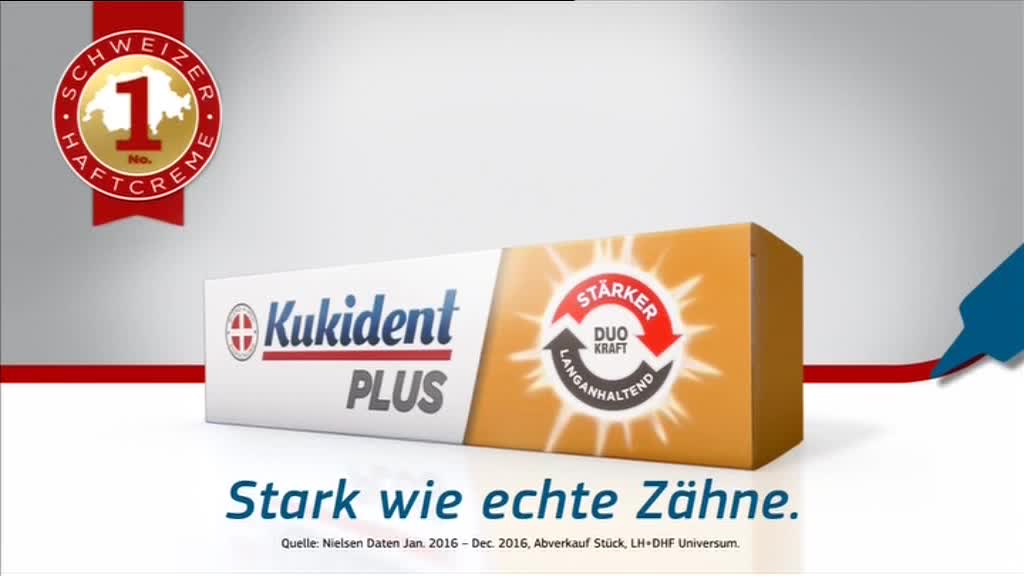 SCHWEIZER
1
No.
HAFTCREME
Kukident
PLUS
STÄRKER
DUO
KRAFT
LANGANHALTEND
Stark wie echte Zähne.
Quelle: Nielsen Daten Jan. 2016 – Dez. 2016, Abverkauf Stück, LH+DHF Universum.